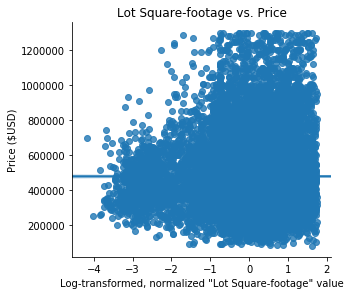 Lot Square-footage vs. Price
1200000
1000000
800000
600000
400000
200000
Price ($USD)
−4 −3 −2 −1 0 1 2
Log-transformed, normalized "Lot Square-footage" value